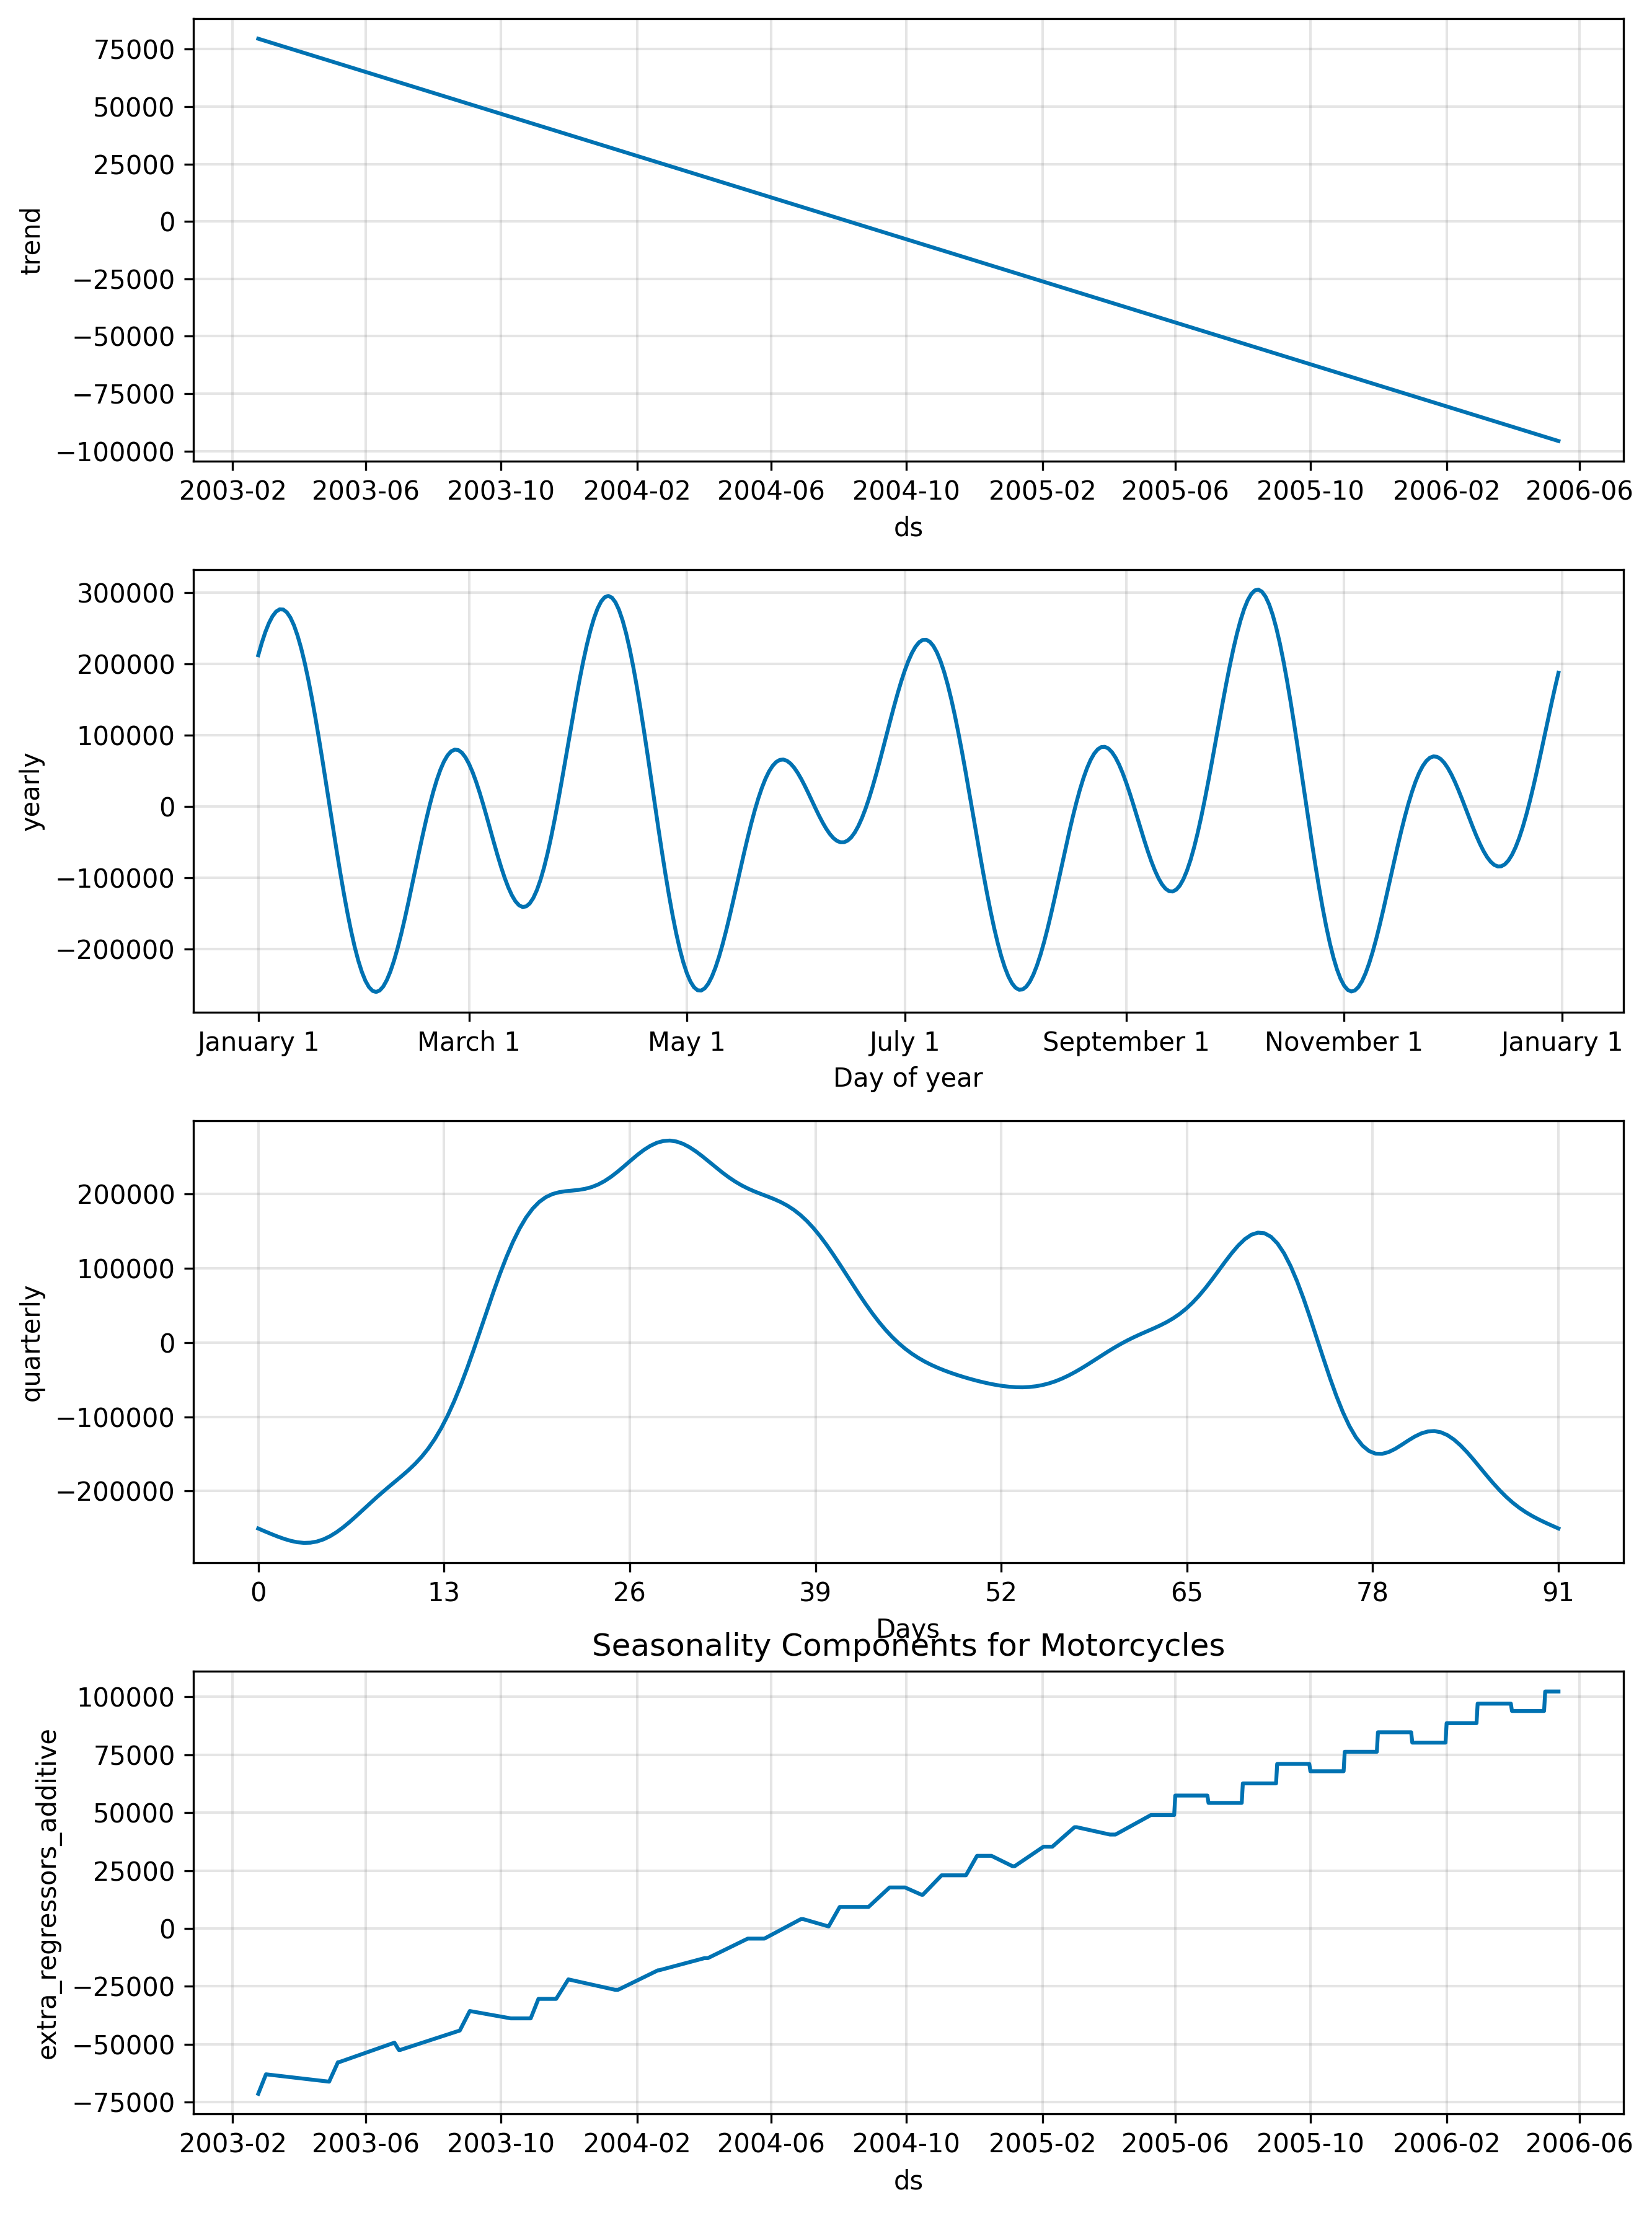 75000
50000
25000
0
−25000
−50000
−75000
−100000
trend
2003-02 2003-06 2003-10 2004-02 2004-06 2004-10 2005-02 2005-06 2005-10 2006-02 2006-06
ds
300000
200000
100000
0
−100000
−200000
yearly
January 1 March 1 May 1 July 1 September 1 November 1 January 1
Day of year
200000
100000
0
−100000
−200000
quarterly
0 13 26 39 52 65 78 91
Days
Seasonality Components for Motorcycles
100000
75000
50000
25000
0
−25000
−50000
−75000
extra_regressors_additive
2003-02 2003-06 2003-10 2004-02 2004-06 2004-10 2005-02 2005-06 2005-10 2006-02 2006-06
ds